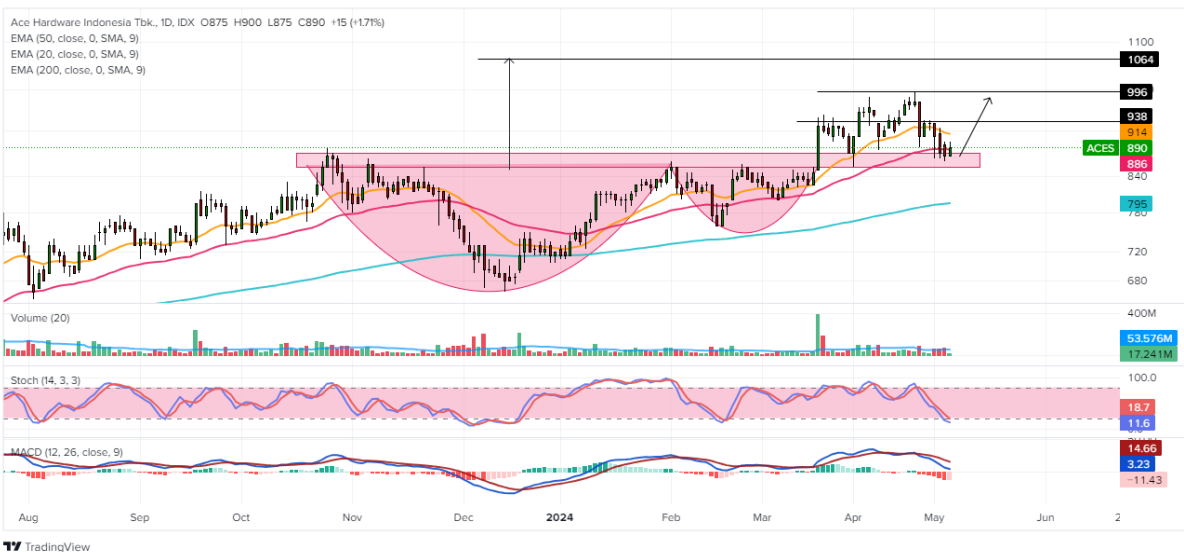 Ace Hardware Indonesia Tbk., 1D, IDX O875 H900 L875 C890 +15 (+1.71%)
EMA (50, close, 0, SMA, 9)
EMA (20, close, 0, SMA, 9)
EMA (200, close, 0, SMA, 9)
1100
1064
996
938
914
ACES 890
886
840
795
780
720
680
Volume (20)
400M
53.576M
17.241M
Stoch (14, 3, 3)
100.0
18.7
11.6
MACD (12, 26, close, 9)
14.66
3.23
−11.43
Aug Sep Oct Nov Dec 2024 Feb Mar Apr May Jun 2
TradingView